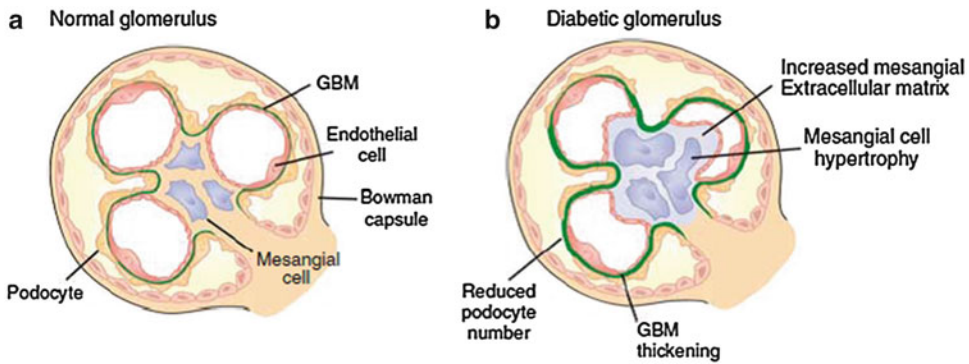 a Normal glomerulus
GBM
Endothelial
cell
Bowman
capsule
Mesangial
cell
Podocyte
b Diabetic glomerulus
Increased mesangial
Extracellular matrix
Mesangial cell
hypertrophy
Reduced
podocyte
number
GBM
thickening